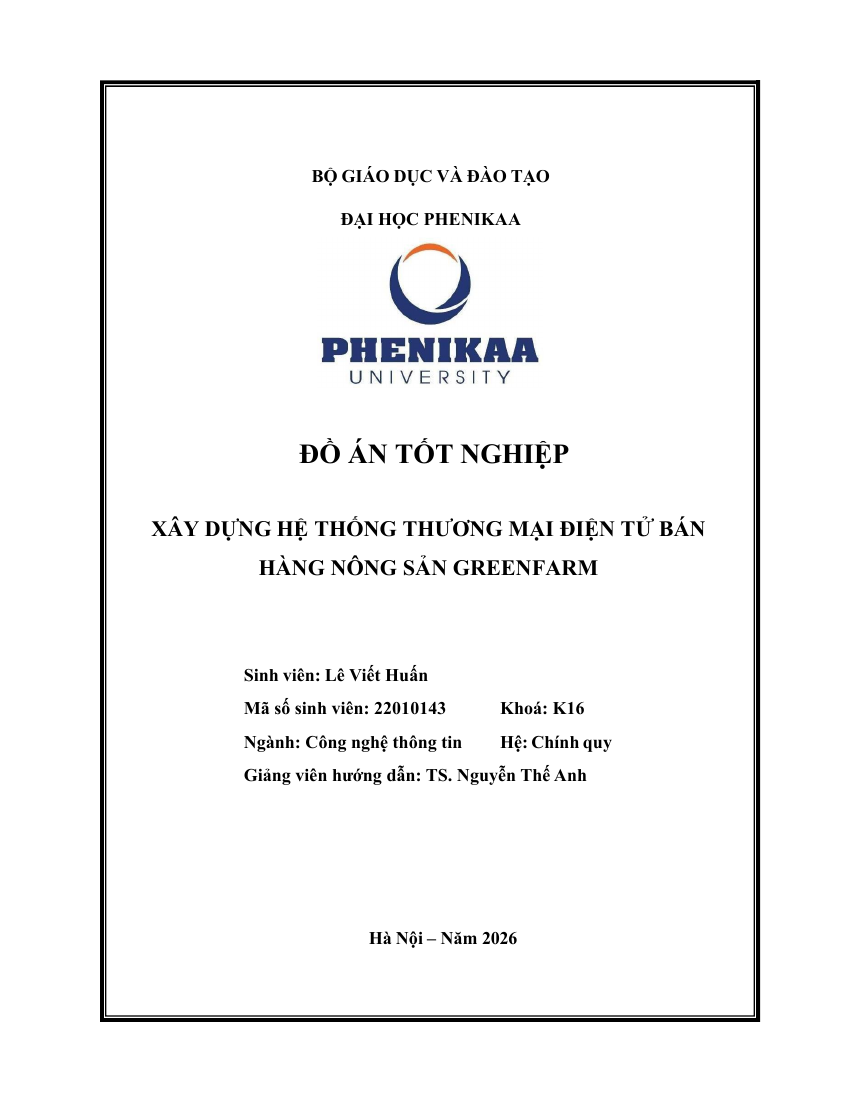 BỘ GIÁO DỤC VÀ ĐÀO TẠO
ĐẠI HỌC PHENIKAA
PHENIKAA
UNIVERSITY
ĐỒ ÁN TỐT NGHIỆP
XÂY DỰNG HỆ THỐNG THƯƠNG MẠI ĐIỆN TỬ BÁN
HÀNG NÔNG SẢN GREENFARM
Sinh viên: Lê Viết Huấn
Mã số sinh viên: 22010143 Khoá: K16
Ngành: Công nghệ thông tin Hệ: Chính quy
Giảng viên hướng dẫn: TS. Nguyễn Thế Anh
Hà Nội – Năm 2026